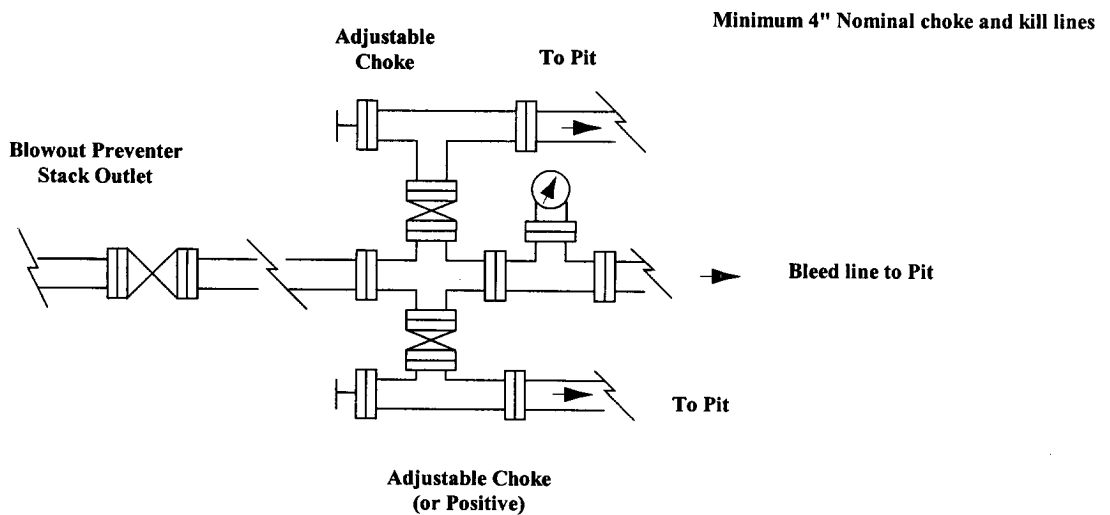 Minimum 4" Nominal choke and kill lines
Adjustable
Choke
To Pit
Blowout Preventer
Stack Outlet
Bleed line to Pit
To Pit
Adjustable Choke
(or Positive)